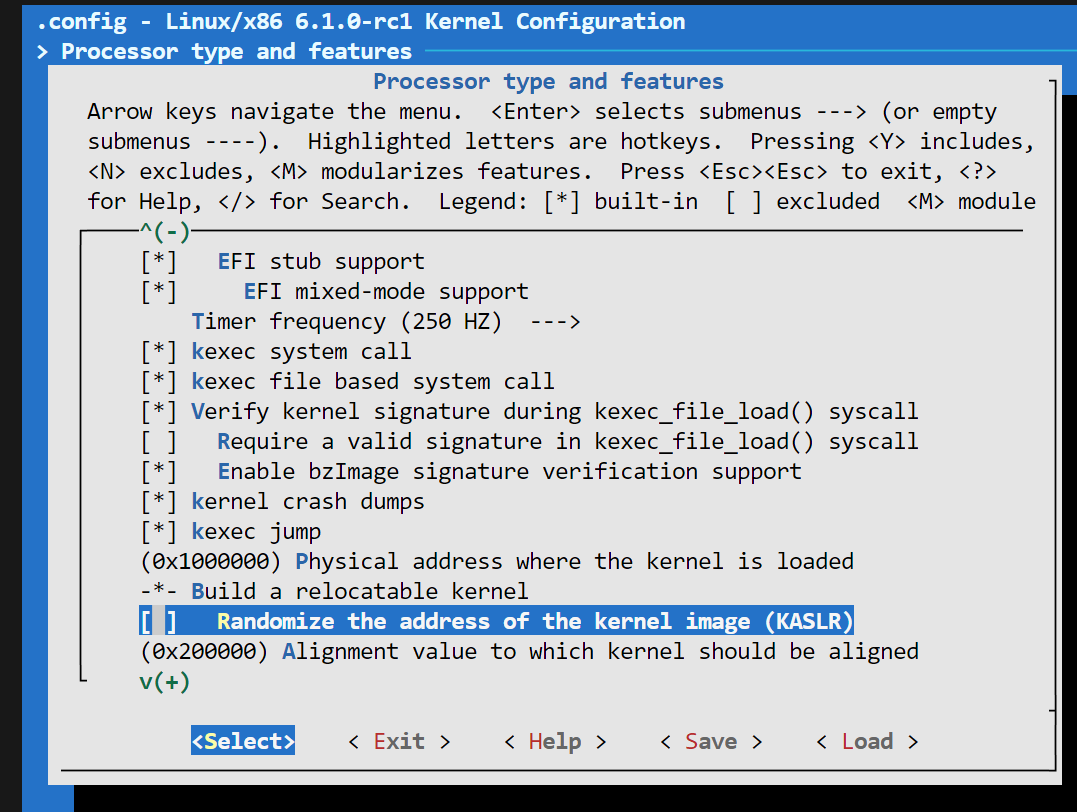 .config - Linux/x86 6.1.0-rc1 Kernel Configuration
> Processor type and features
Processor type and features
Arrow keys navigate the menu.  <Enter> selects submenus ---> (or empty
submenus ----).  Highlighted letters are hotkeys.  Pressing <Y> includes,
<N> excludes, <M> modularizes features.  Press <Esc><Esc> to exit, <?>
for Help, </> for Search.  Legend: [*] built-in  [ ] excluded  <M> module
^(-)
[*]   EFI stub support
[*]     EFI mixed-mode support
Timer frequency (250 HZ)  --->
[*] kexec system call
[*] kexec file based system call
[*] Verify kernel signature during kexec_file_load() syscall
[ ]   Require a valid signature in kexec_file_load() syscall
[*]   Enable bzImage signature verification support
[*] kernel crash dumps
[*] kexec jump
(0x1000000) Physical address where the kernel is loaded
-*- Build a relocatable kernel
[ ]   Randomize the address of the kernel image (KASLR)
(0x200000) Alignment value to which kernel should be aligned
v(+)
<Select>    < Exit >    < Help >    < Save >    < Load >